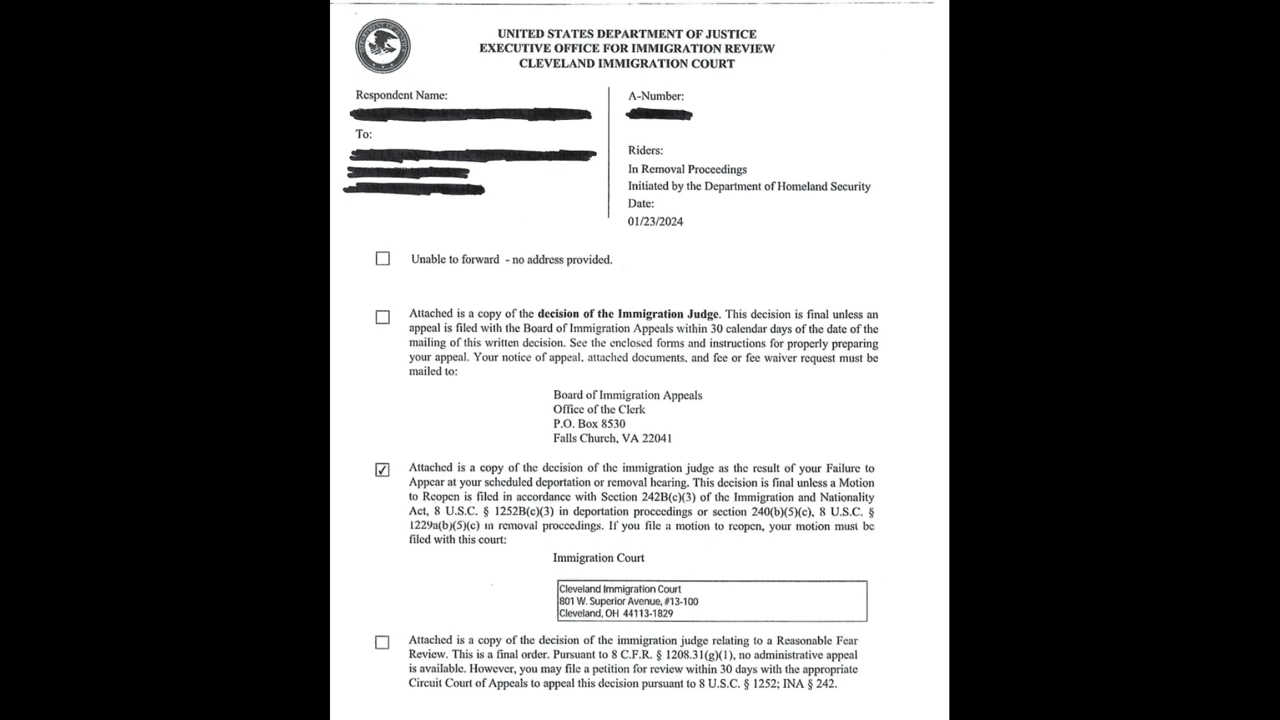 UNITED STATES DEPARTMENT OF JUSTICE
EXECUTIVE OFFICE FOR IMMIGRATION REVIEW
CLEVELAND IMMIGRATION COURT
Respondent Name:
To:
A-Number:
Riders:
In Removal Proceedings
Initiated by the Department of Homeland Security
Date:
01/23/2024
Unable to forward - no address provided.
Attached is a copy of the decision of the Immigration Judge. This decision is final unless an
appeal is filed with the Board of Immigration Appeals within 30 calendar days of the date of the
mailing of this written decision. See the enclosed forms and instructions for properly preparing
your appeal. Your notice of appeal, attached documents, and fee or fee waiver request must be
mailed to:
Board of Immigration Appeals
Office of the Clerk
P.O. Box 8530
Falls Church, VA 22041
Attached is a copy of the decision of the immigration judge as the result of your Failure to
Appear at your scheduled deportation or removal hearing. This decision is final unless a Motion
to Reopen is filed in accordance with Section 242B(c)(3) of the Immigration and Nationality
Act, 8 U.S.C. § 1252B(c)(3) in deportation proceedings or section 240(b)(5)(c), 8 U.S.C. §
1229a(b)(5)(c) in removal proceedings. If you file a motion to reopen, your motion must be
filed with this court:
Immigration Court
Cleveland Immigration Court
801 W. Superior Avenue, #13-100
Cleveland, OH 44113-1829
Attached is a copy of the decision of the immigration judge relating to a Reasonable Fear
Review. This is a final order. Pursuant to 8 C.F.R. § 1208.31(g)(1), no administrative appeal
is available. However, you may file a petition for review within 30 days with the appropriate
Circuit Court of Appeals to appeal this decision pursuant to 8 U.S.C. § 1252; INA § 242.